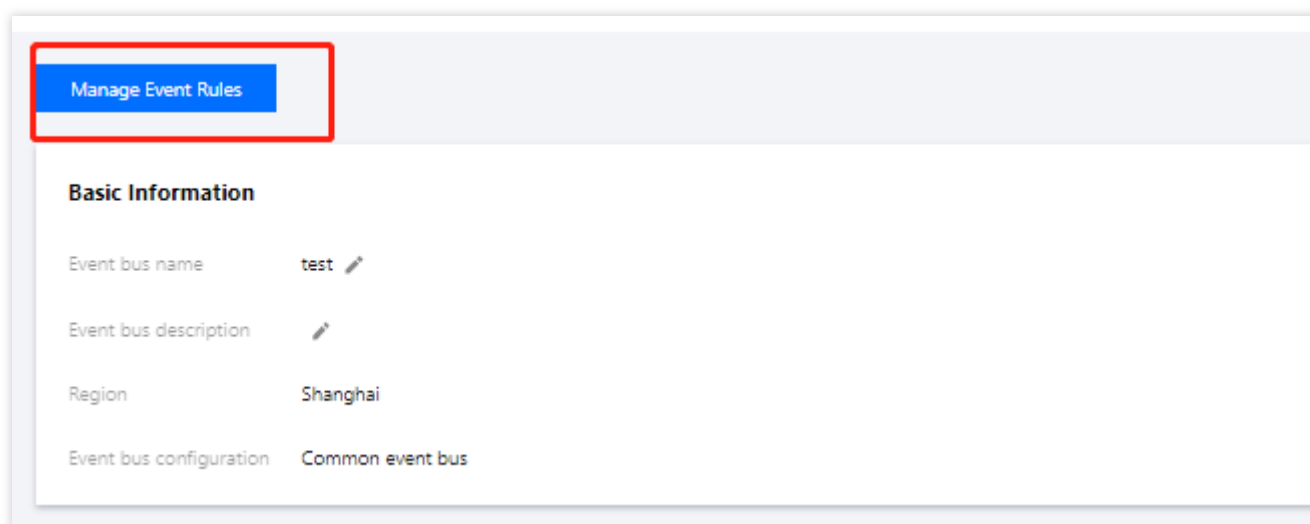 Manage Event Rules
Basic Information
Event bus name test
Event bus description
Region Shanghai
Event bus configuration Common event bus